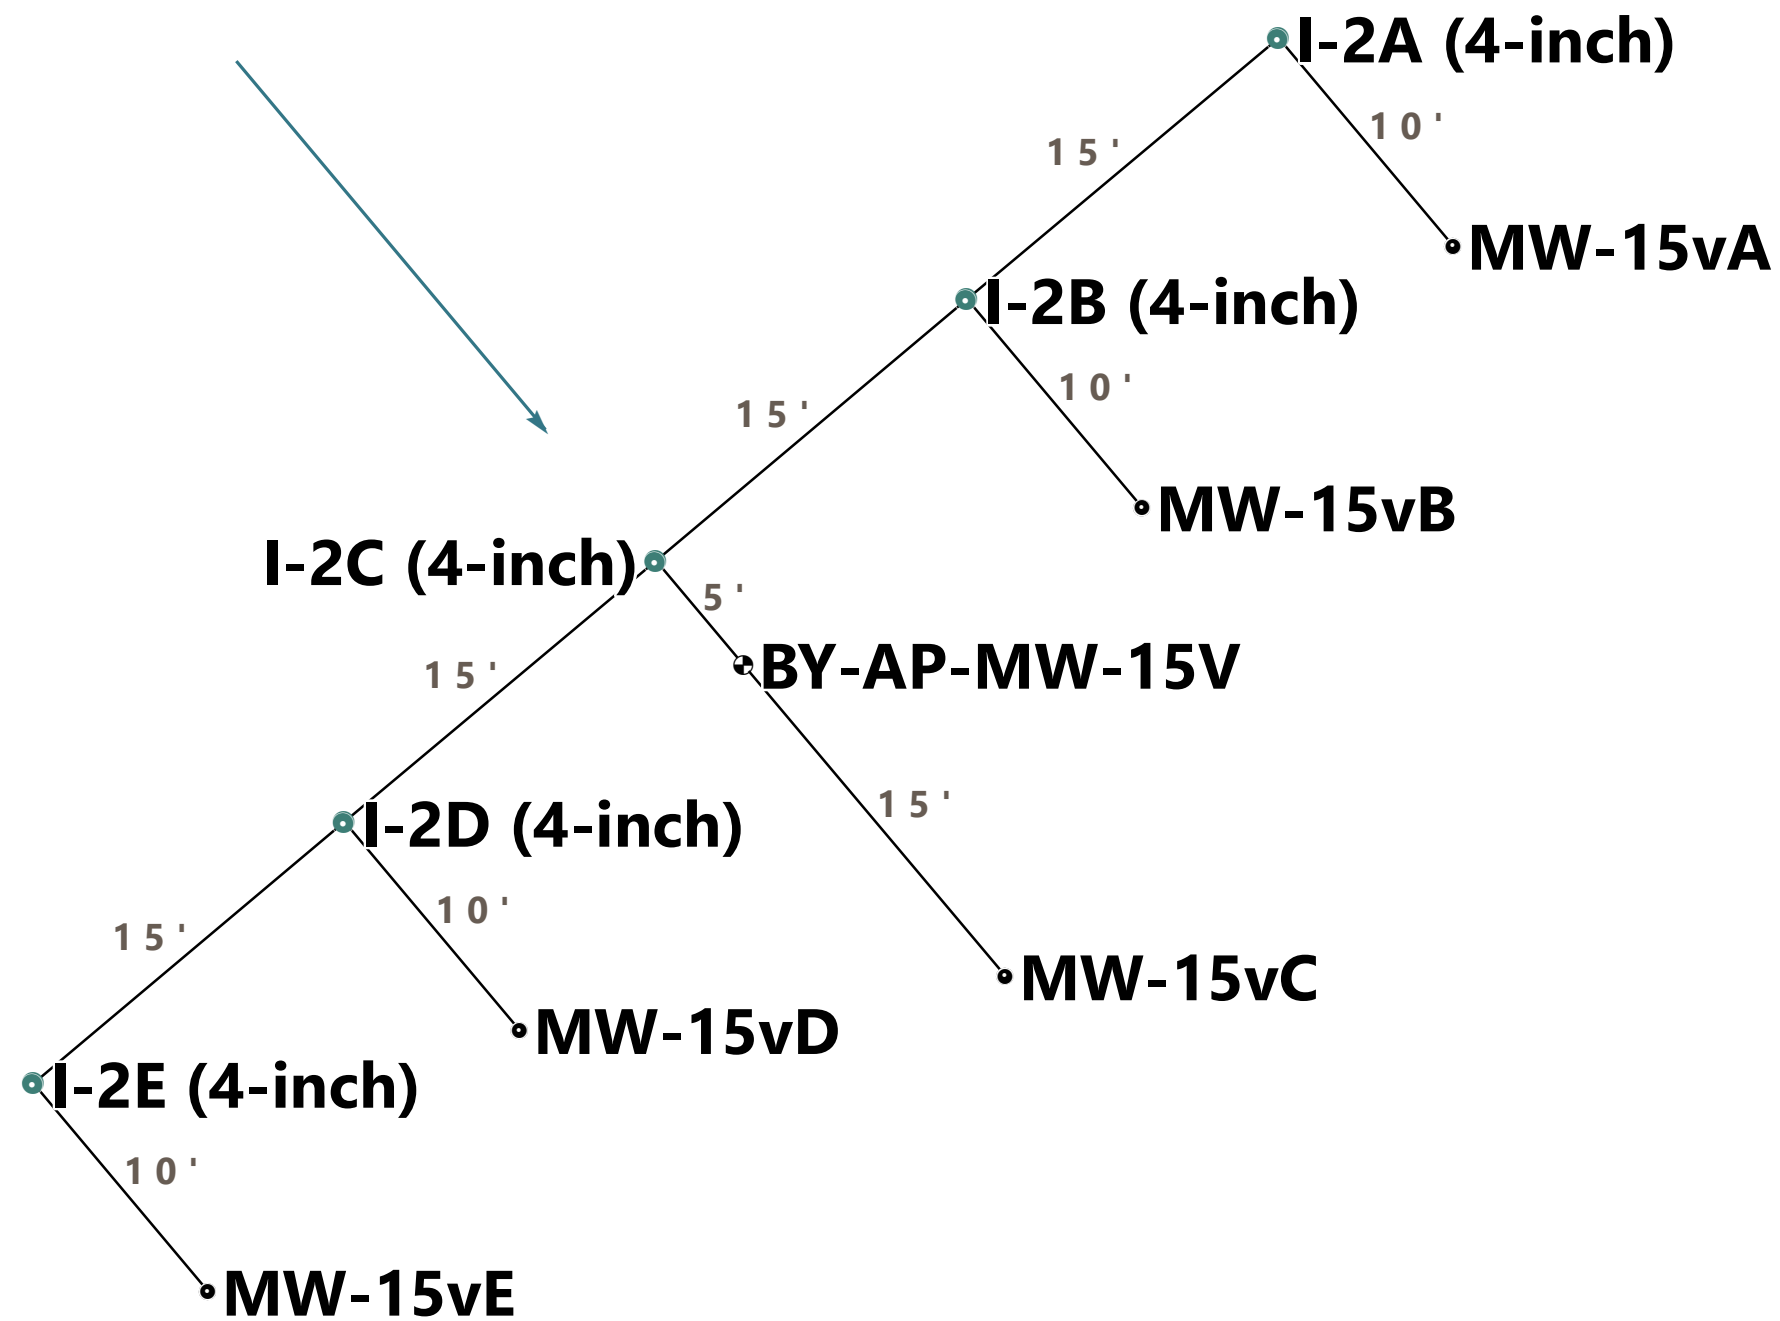 I-2A (4-inch)
10'
15'
MW-15vA
I-2B (4-inch)
10'
15'
MW-15vB
I-2C (4-inch)
5'
BY-AP-MW-15V
15'
15'
MW-15vC
I-2D (4-inch)
10'
15'
MW-15vD
I-2E (4-inch)
10'
MW-15vE